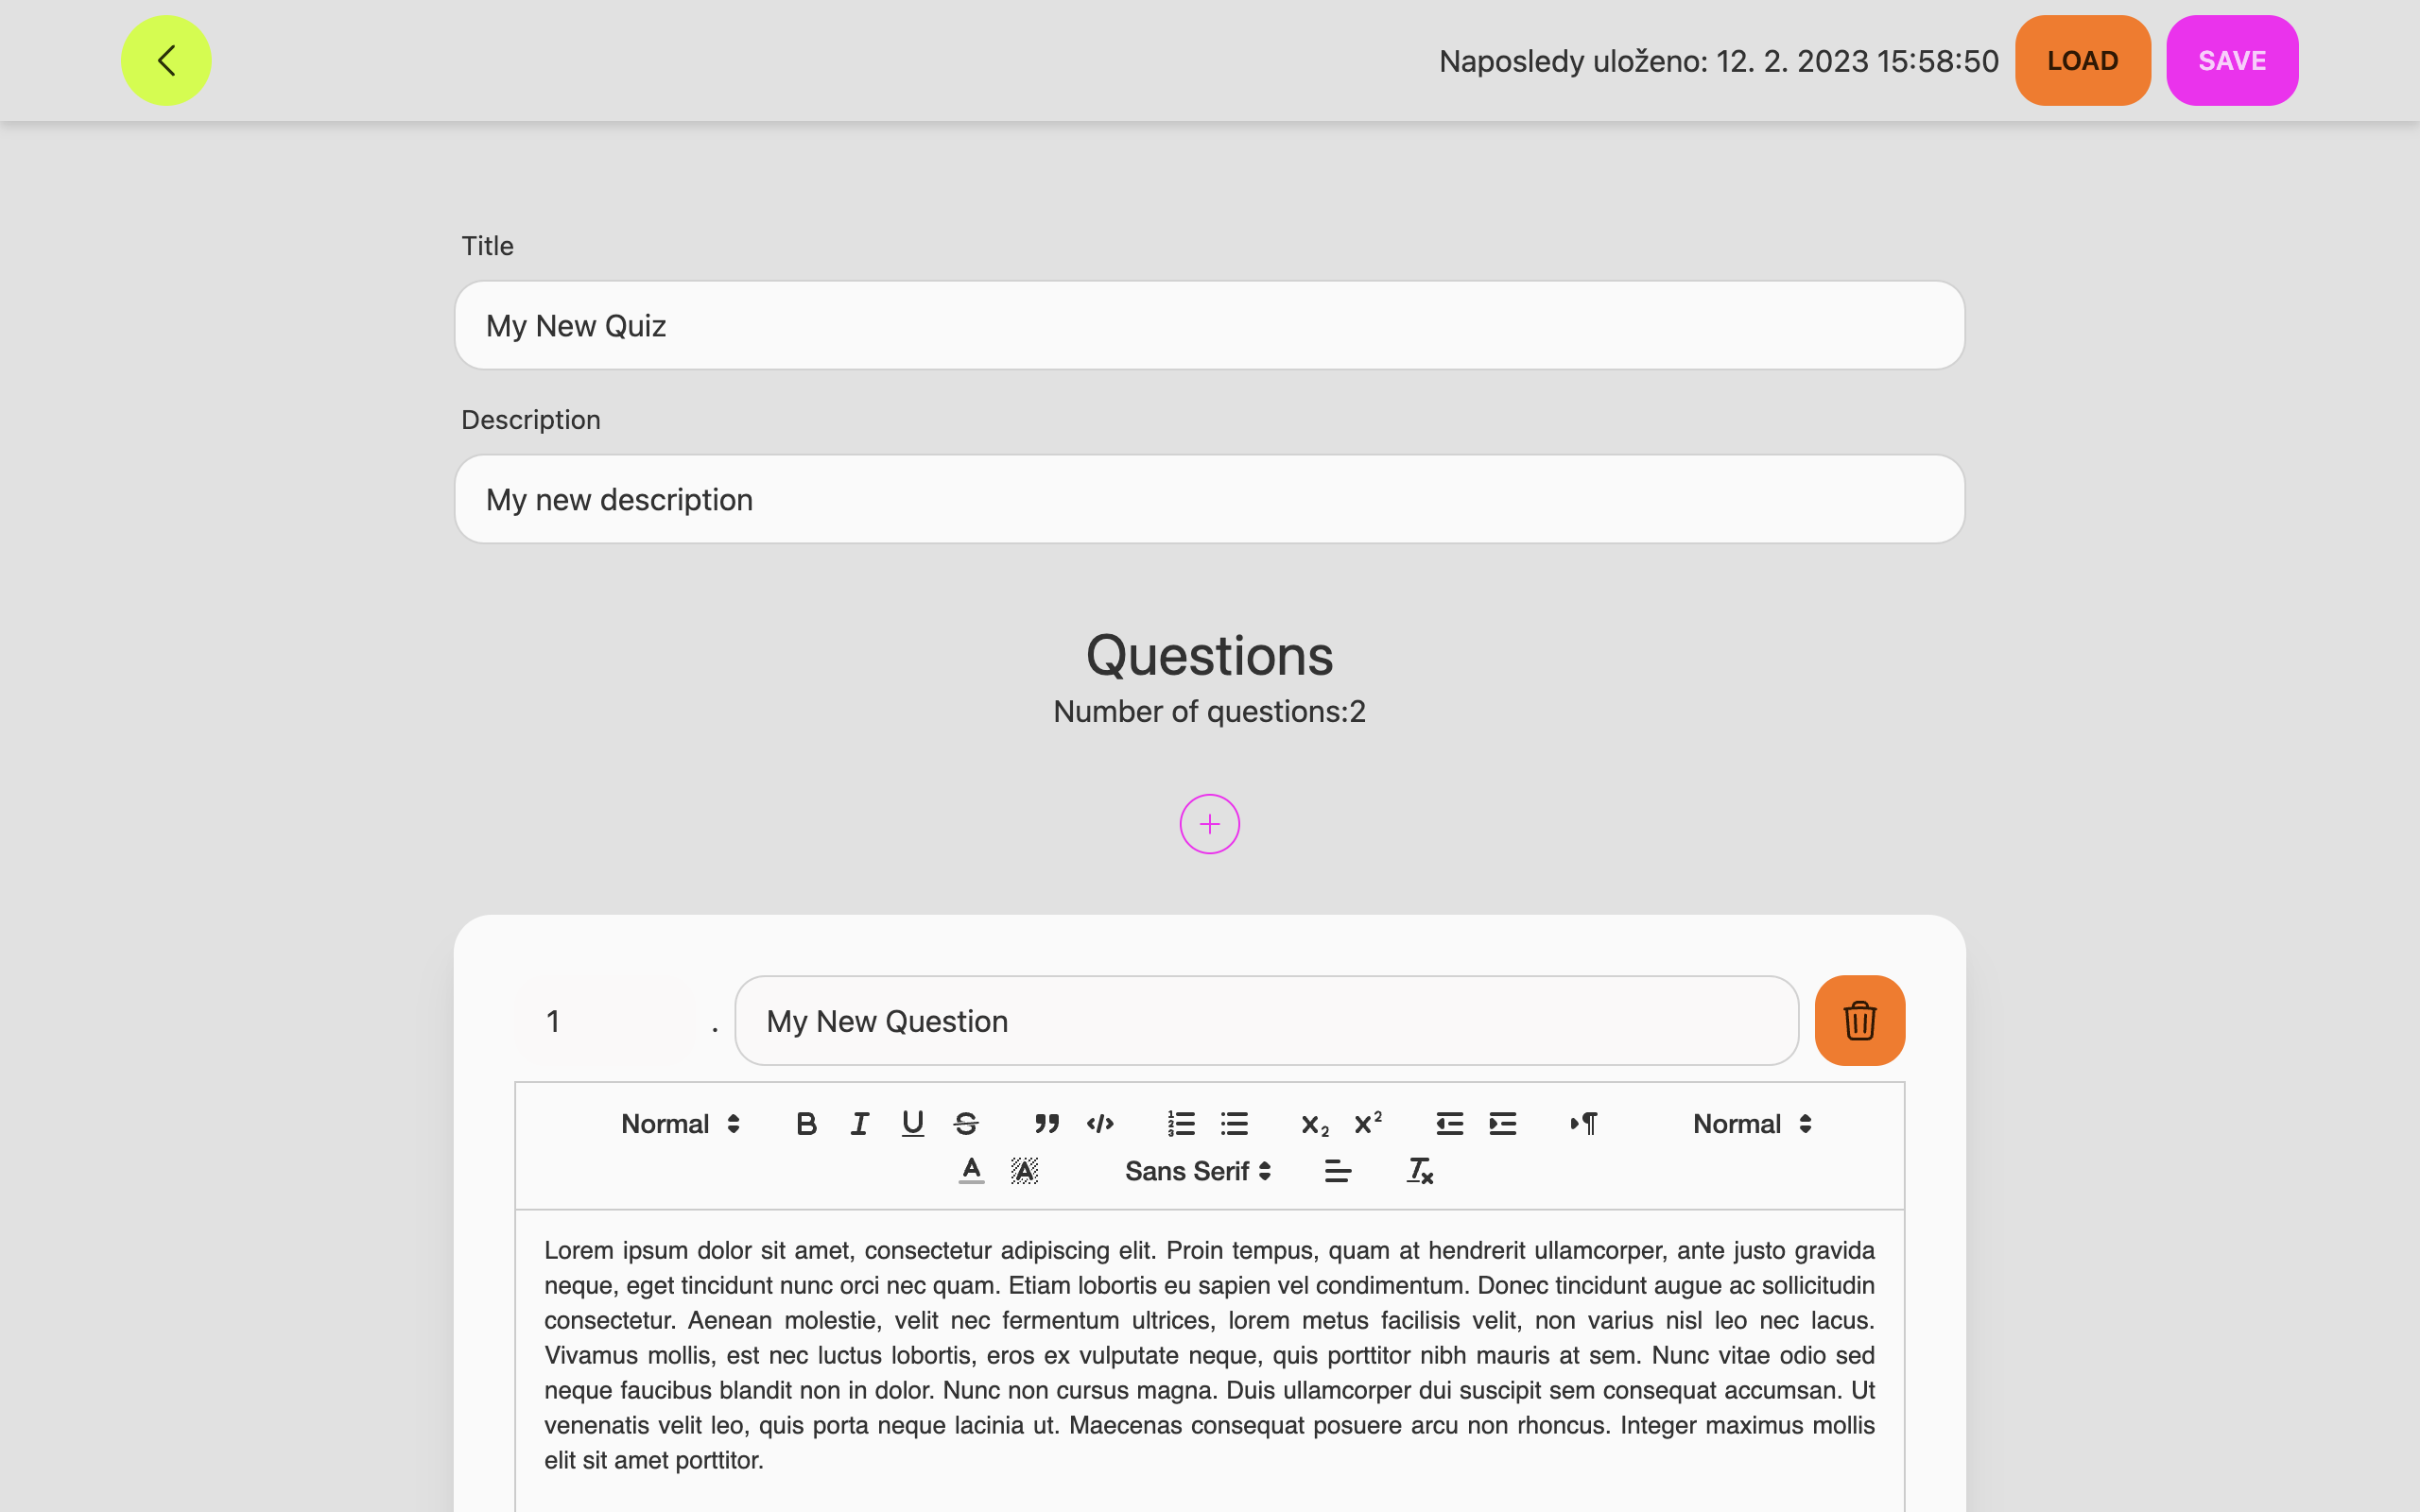 Naposledy uloženo: 12. 2. 2023 15:58:50 LOAD SAVE
Title
My New Quiz
Description
My new description
Questions
Number of questions:2
1 . My New Question
Normal B I U S x₂ x² Normal
A A Sans Serif
Lorem ipsum dolor sit amet, consectetur adipiscing elit. Proin tempus, quam at hendrerit ullamcorper, ante justo gravida
neque, eget tincidunt nunc orci nec quam. Etiam lobortis eu sapien vel condimentum. Donec tincidunt augue ac sollicitudin
consectetur. Aenean molestie, velit nec fermentum ultrices, lorem metus facilisis velit, non varius nisl leo nec lacus.
Vivamus mollis, est nec luctus lobortis, eros ex vulputate neque, quis porttitor nibh mauris at sem. Nunc vitae odio sed
neque faucibus blandit non in dolor. Nunc non cursus magna. Duis ullamcorper dui suscipit sem consequat accumsan. Ut
venenatis velit leo, quis porta neque lacinia ut. Maecenas consequat posuere arcu non rhoncus. Integer maximus mollis
elit sit amet porttitor.